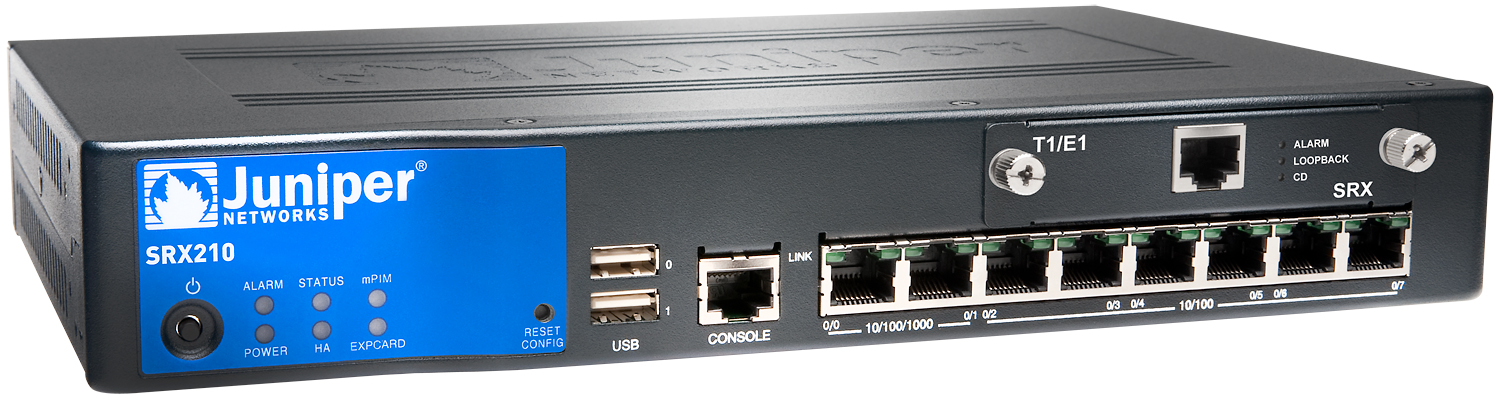 Juniper
NETWORKS
Juniper®
NETWORKS
SRX210
ALARM STATUS mPIM
POWER HA EXPCARD
RESET
CONFIG
0
1
USB
CONSOLE
T1/E1
ALARM
LOOPBACK
CD
SRX
LINK
0/0 10/100/1000 0/1 0/2 0/3 0/4 10/100 0/5 0/6 0/7